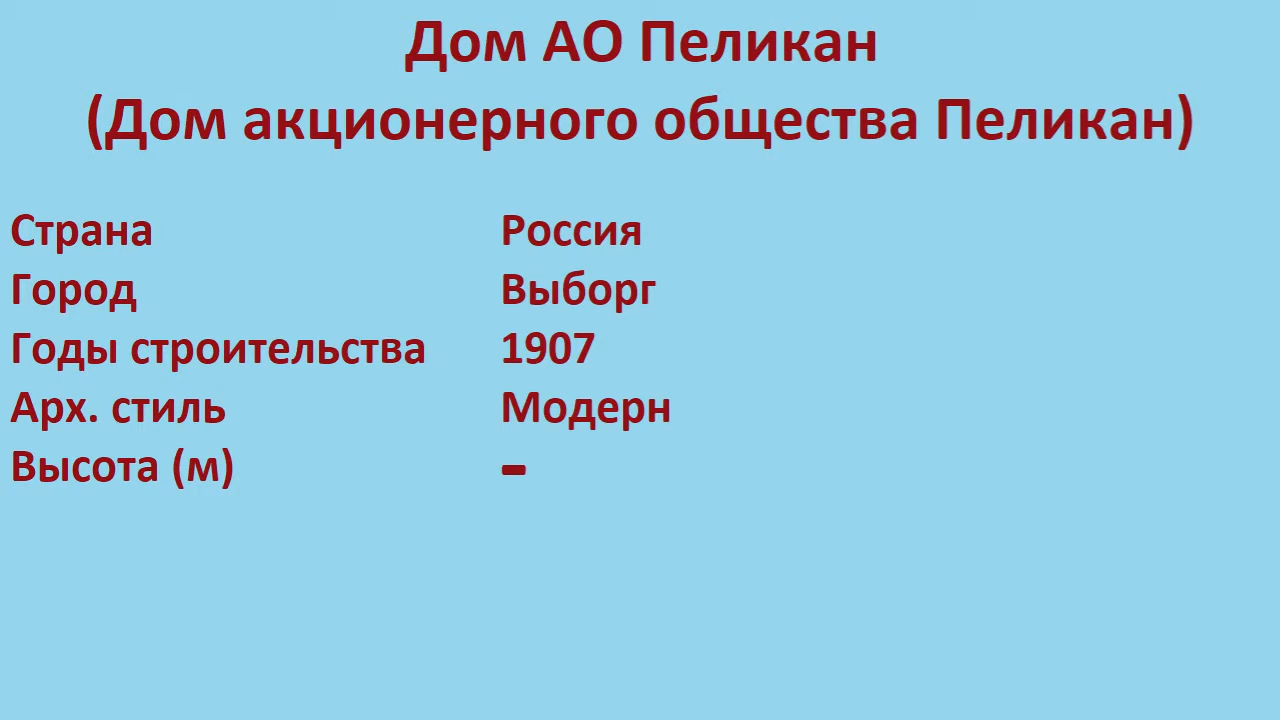 Дом АО Пеликан
(Дом акционерного общества Пеликан)
Страна Россия
Город Выборг
Годы строительства 1907
Арх. стиль Модерн
Высота (м) -